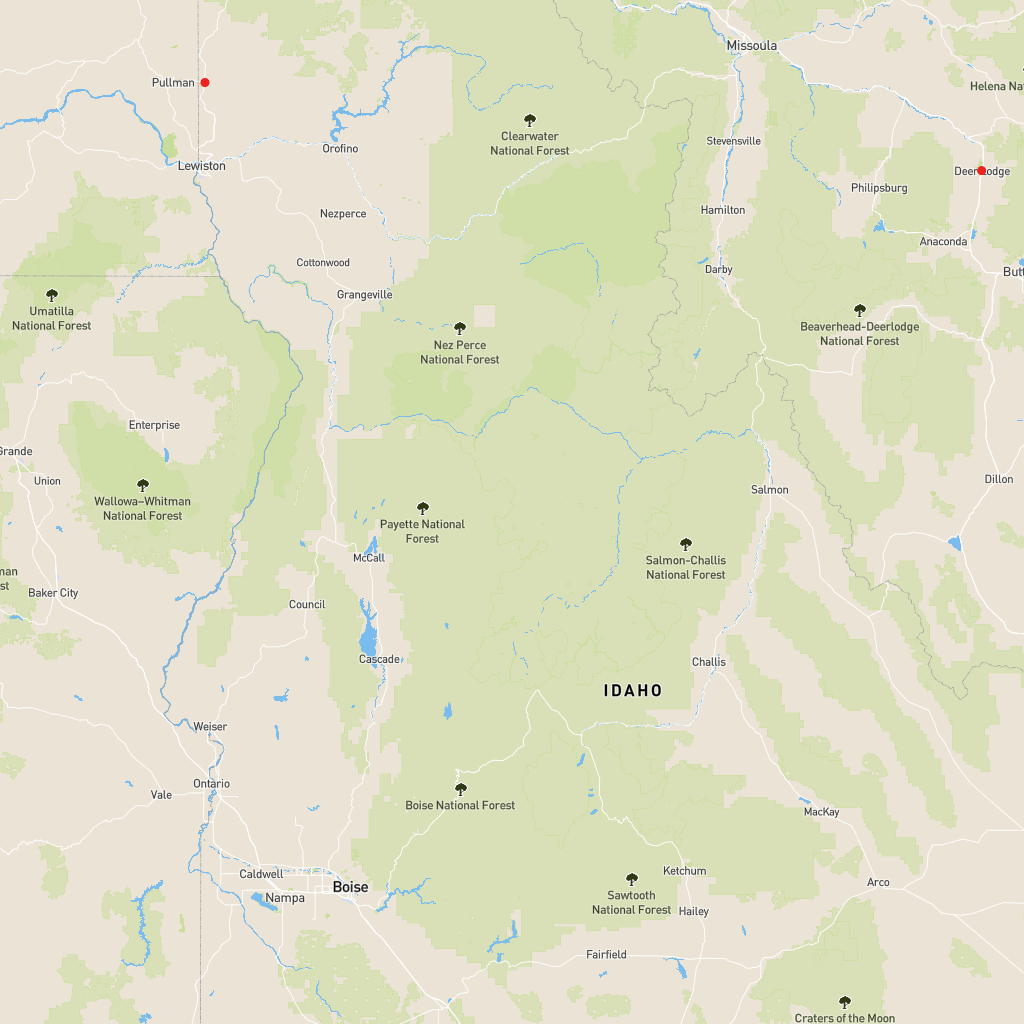 Missoula
Pullman
Helena Na
Clearwater
National Forest
Stevensville
Orofino
Lewiston
Deer Lodge
Philipsburg
Nezperce
Hamilton
Anaconda
Cottonwood
Darby
Butt
Grangeville
Umatilla
National Forest
Beaverhead-Deerlodge
National Forest
Nez Perce
National Forest
Enterprise
Grande
Union
Dillon
Wallowa–Whitman
National Forest
Salmon
Payette National
Forest
McCall
Salmon-Challis
National Forest
man
st
Baker City
Council
Cascade
Challis
IDAHO
Weiser
Ontario
Vale
Boise National Forest
MacKay
Caldwell
Boise
Nampa
Ketchum
Arco
Sawtooth
National Forest
Hailey
Fairfield
Craters of the Moon